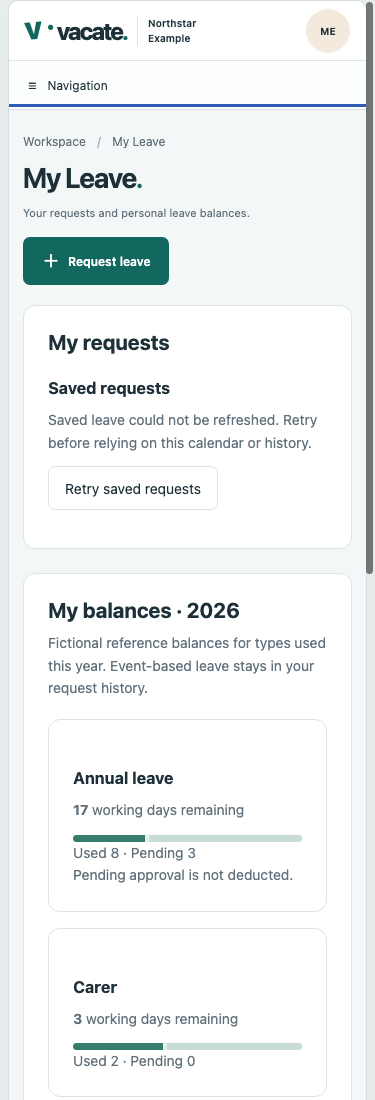 V vacate.
Northstar
Example
ME
≡ Navigation
Workspace / My Leave
My Leave.
Your requests and personal leave balances.
+ Request leave
My requests
Saved requests
Saved leave could not be refreshed. Retry
before relying on this calendar or history.
Retry saved requests
My balances · 2026
Fictional reference balances for types used
this year. Event-based leave stays in your
request history.
Annual leave
17 working days remaining
Used 8 · Pending 3
Pending approval is not deducted.
Carer
3 working days remaining
Used 2 · Pending 0